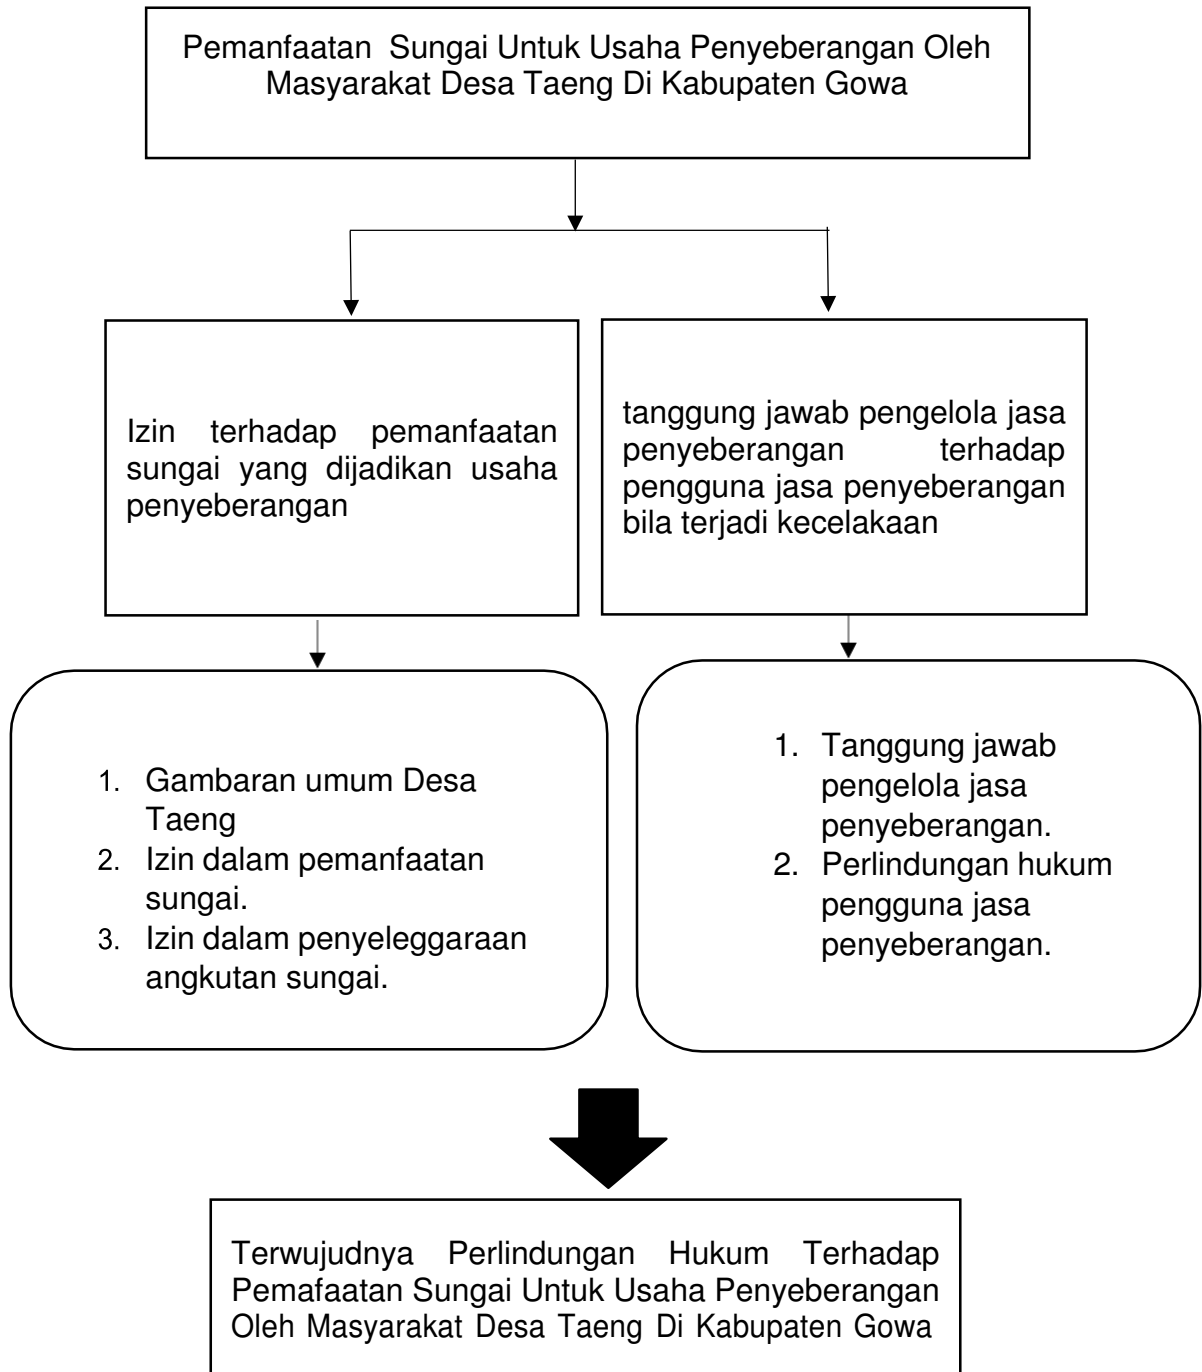 Pemanfaatan Sungai Untuk Usaha Penyeberangan Oleh
Masyarakat Desa Taeng Di Kabupaten Gowa
Izin terhadap pemanfaatan
sungai yang dijadikan usaha
penyeberangan
tanggung jawab pengelola jasa
penyeberangan terhadap
pengguna jasa penyeberangan
bila terjadi kecelakaan
1. Gambaran umum Desa
Taeng
2. Izin dalam pemanfaatan
sungai.
3. Izin dalam penyeleggaraan
angkutan sungai.
1. Tanggung jawab
pengelola jasa
penyeberangan.
2. Perlindungan hukum
pengguna jasa
penyeberangan.
Terwujudnya Perlindungan Hukum Terhadap
Pemafaatan Sungai Untuk Usaha Penyeberangan
Oleh Masyarakat Desa Taeng Di Kabupaten Gowa